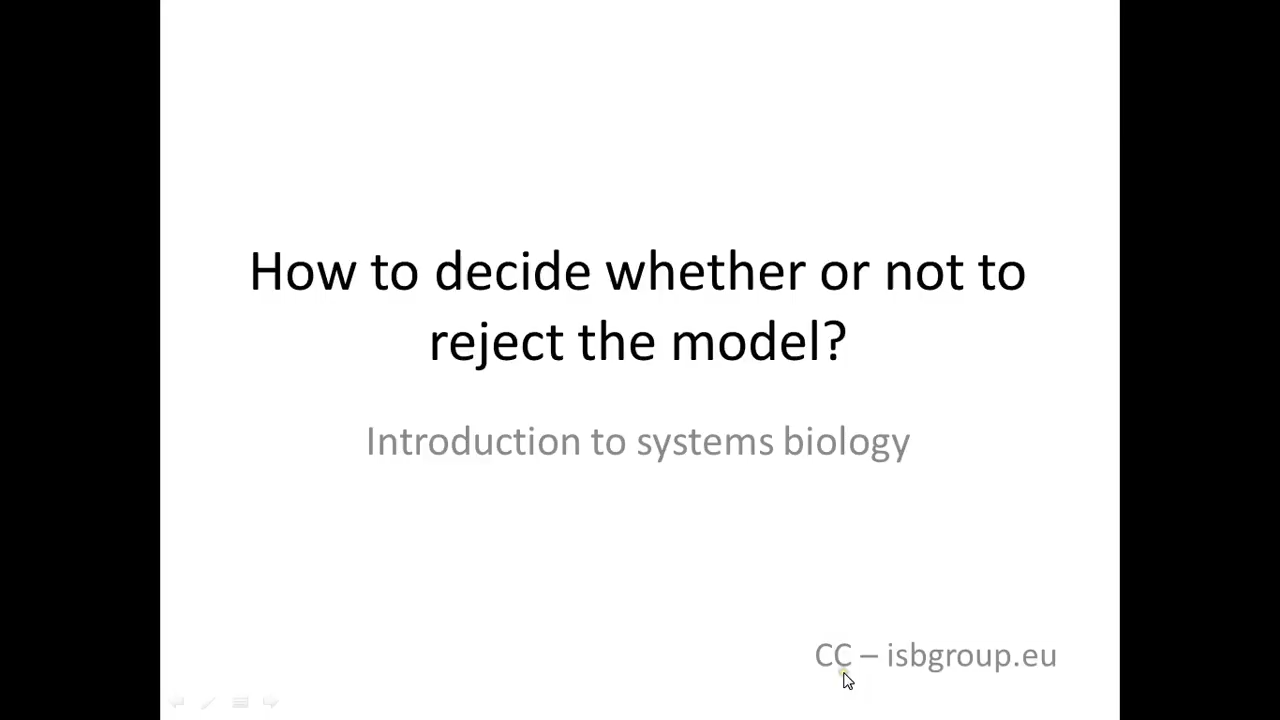 How to decide whether or not to
reject the model?
Introduction to systems biology
CC – isbgroup.eu